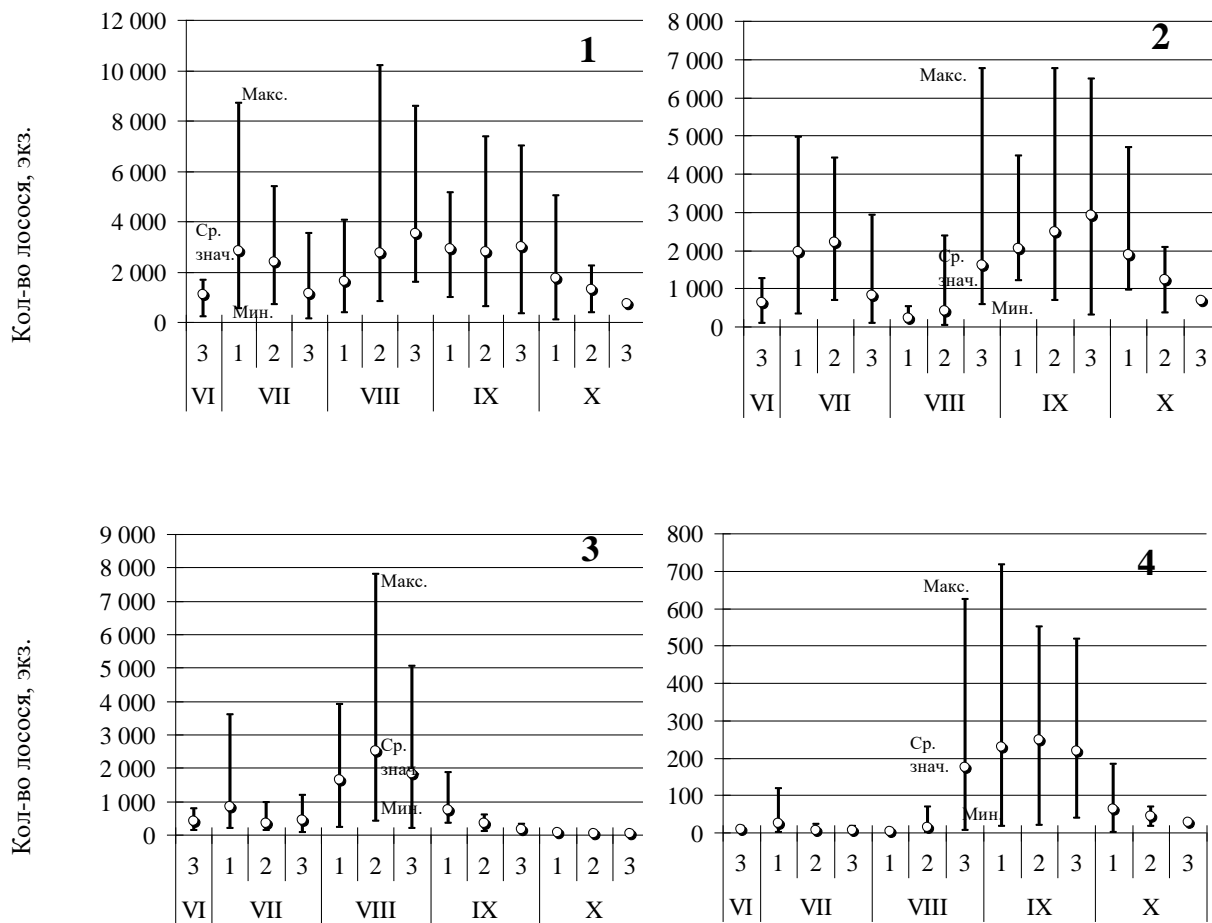 12 000
10 000
8 000
6 000
4 000
2 000
0
Кол-во лосося, экз.
1
Макс.
Ср.
знач.
Мин.
3 1 2 3 1 2 3 1 2 3 1 2 3
VI VII VIII IX X
8 000
7 000
6 000
5 000
4 000
3 000
2 000
1 000
0
2
Макс.
Ср.
знач.
Мин.
3 1 2 3 1 2 3 1 2 3 1 2 3
VI VII VIII IX X
9 000
8 000
7 000
6 000
5 000
4 000
3 000
2 000
1 000
0
Кол-во лосося, экз.
3
Макс.
Ср.
знач.
Мин.
3 1 2 3 1 2 3 1 2 3 1 2 3
VI VII VIII IX X
800
700
600
500
400
300
200
100
0
4
Макс.
Ср.
знач.
Мин.
3 1 2 3 1 2 3 1 2 3 1 2 3
VI VII VIII IX X